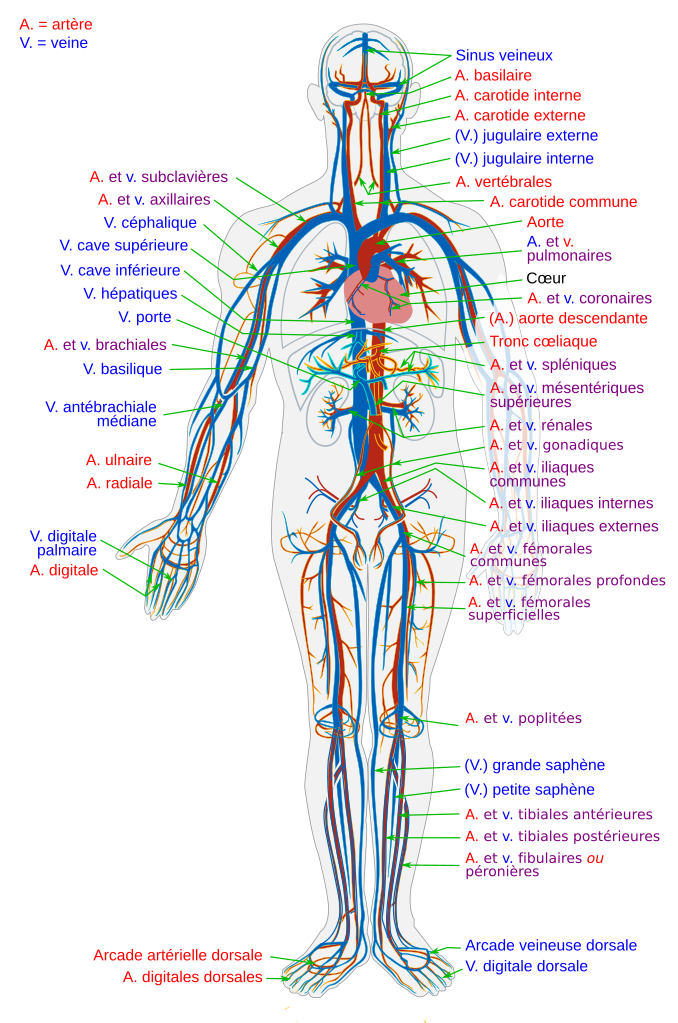 A. = artère
V. = veine
Sinus veineux
A. basilaire
A. carotide interne
A. carotide externe
(V.) jugulaire externe
(V.) jugulaire interne
A. vertébrales
A. carotide commune
Aorte
A. et v.
pulmonaires
Cœur
A. et v. coronaires
(A.) aorte descendante
Tronc cœliaque
A. et v. spléniques
A. et v. mésentériques
supérieures
A. et v. rénales
A. et v. gonadiques
A. et v. iliaques
communes
A. et v. iliaques internes
A. et v. iliaques externes
A. et v. fémorales
communes
A. et v. fémorales profondes
A. et v. fémorales
superficielles
A. et v. poplitées
(V.) grande saphène
(V.) petite saphène
A. et v. tibiales antérieures
A. et v. tibiales postérieures
A. et v. fibulaires ou
péronières
Arcade veineuse dorsale
V. digitale dorsale
A. et v. subclavières
A. et v. axillaires
V. céphalique
V. cave supérieure
V. cave inférieure
V. hépatiques
V. porte
A. et v. brachiales
V. basilique
V. antébrachiale
médiane
A. ulnaire
A. radiale
V. digitale
palmaire
A. digitale
Arcade artérielle dorsale
A. digitales dorsales